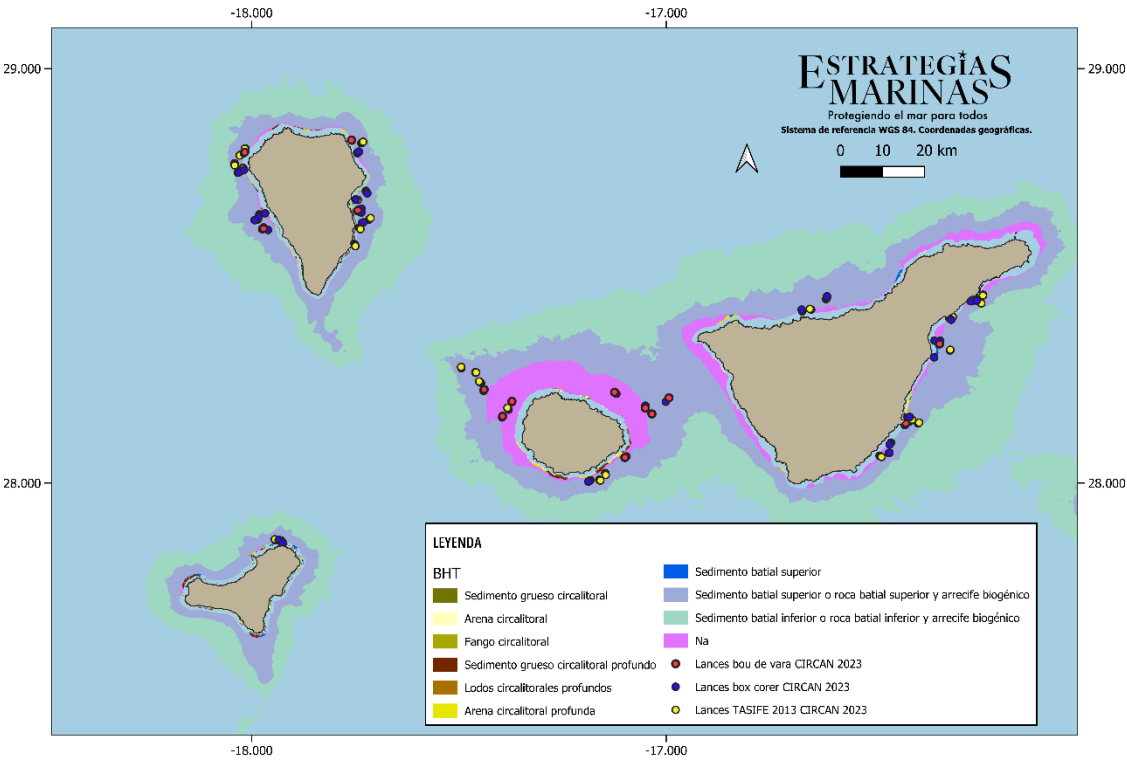 -18.000
-17.000
29.000
29.000
ESTRATEGIAS
MARINAS
Protegiendo el mar para todos
Sistema de referencia WGS 84. Coordenadas geográficas.
0 10 20 km
28.000
28.000
LEYENDA
BHT
Sedimento grueso circalitoral
Arena circalitoral
Fango circalitoral
Sedimento grueso circalitoral profundo
Lodos circalitorales profundos
Arena circalitoral profunda
Sedimento batial superior
Sedimento batial superior o roca batial superior y arrecife biogénico
Sedimento batial inferior o roca batial inferior y arrecife biogénico
Na
Lances bou de vara CIRCAN 2023
Lances box corer CIRCAN 2023
Lances TASIFE 2013 CIRCAN 2023
-18.000
-17.000